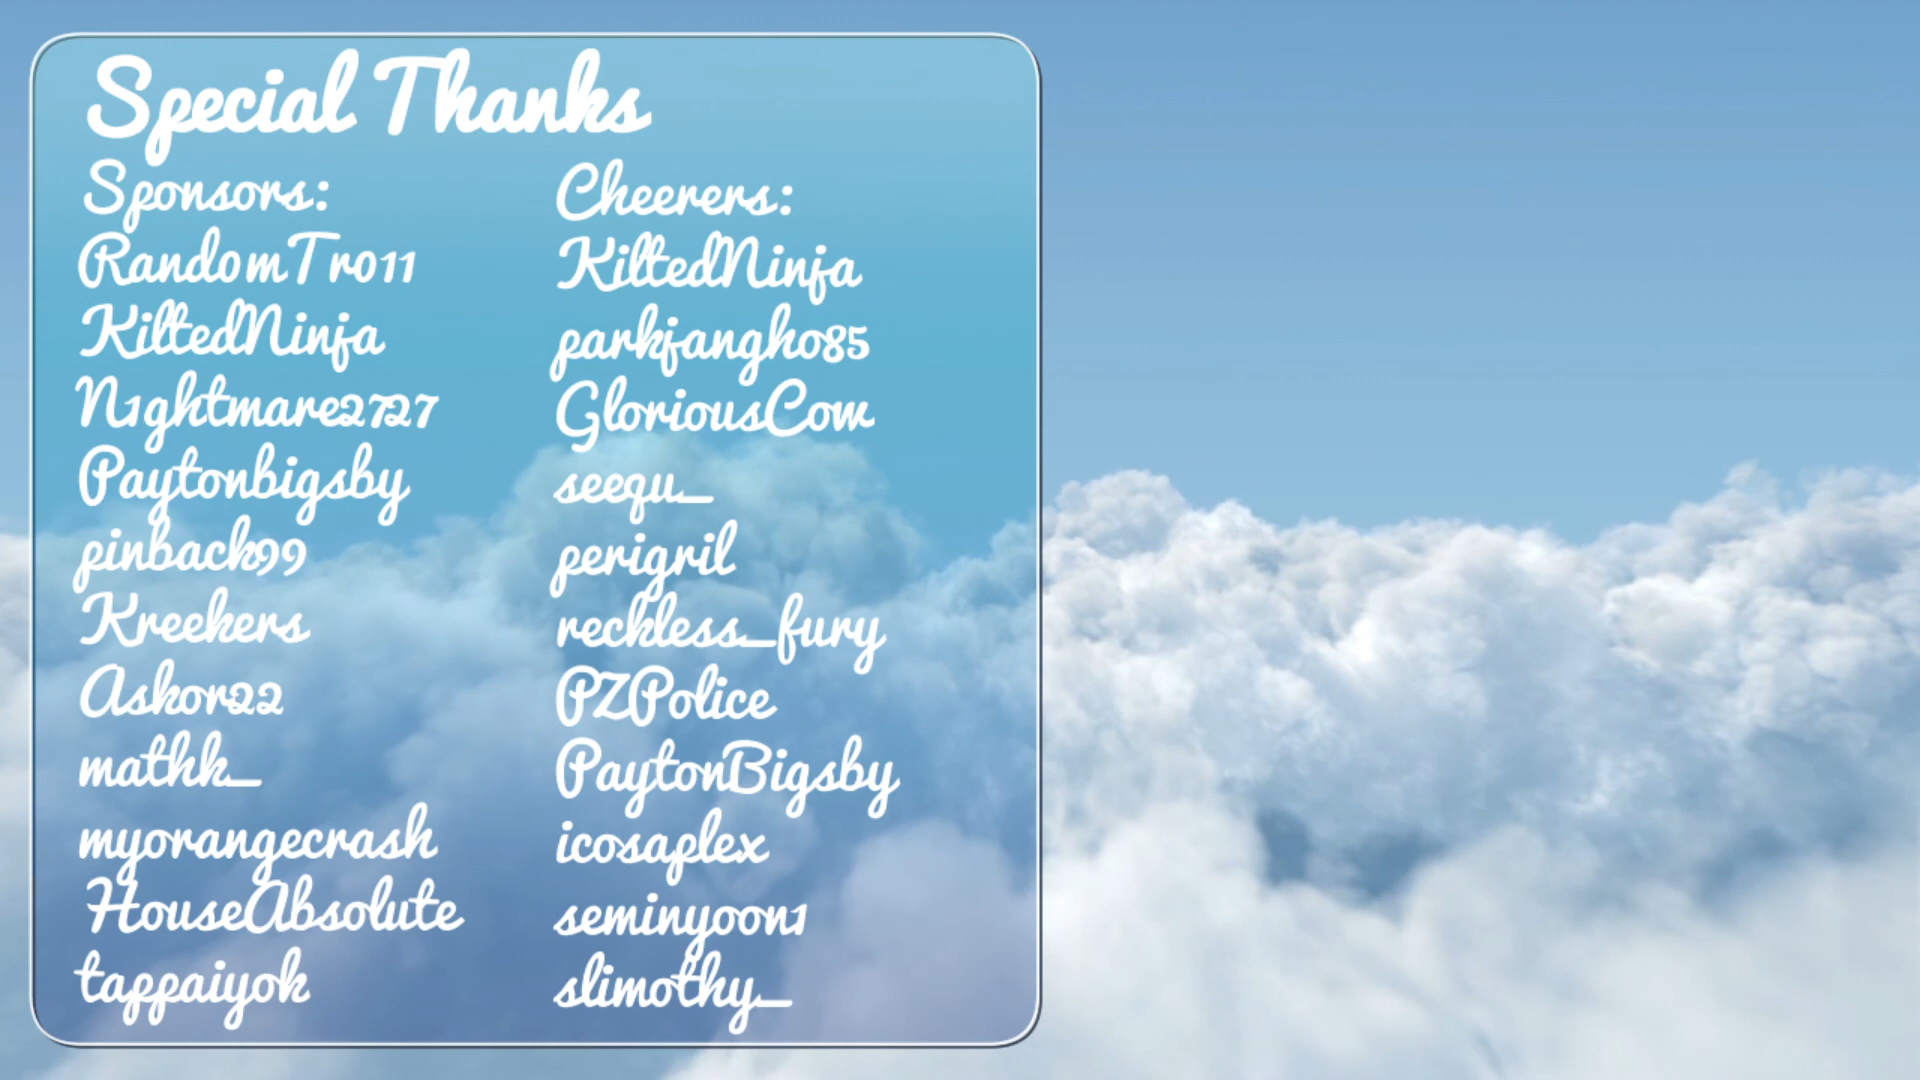 Special Thanks
Sponsors:
RandomTro11
KiltedNinja
N1ghtmare2727
Paytonbigsby
pinback99
Kreekers
Askor22
mathk_
myorangecrash
HouseAbsolute
tappaiyok
Cheerers:
KiltedNinja
parkjangho85
GloriousCow
seequ_
perigril
reckless_fury
PZPolice
PaytonBigsby
icosaplex
seminyoon1
slimothy_